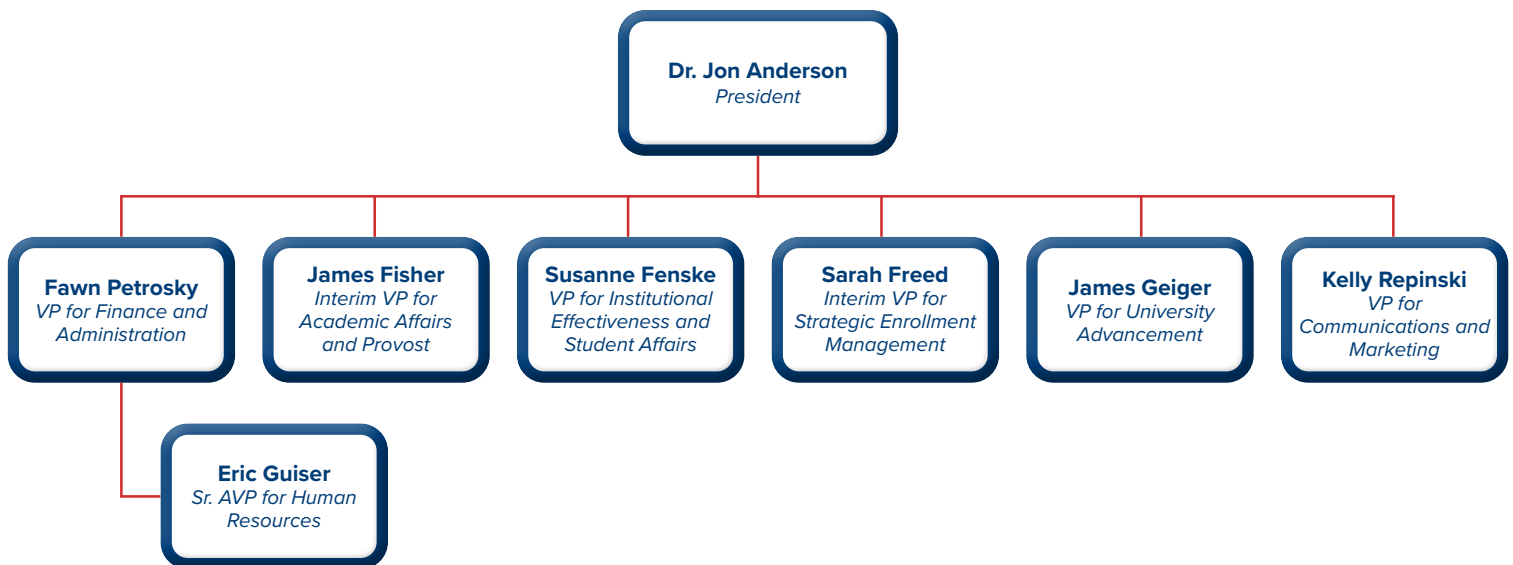 Dr. Jon Anderson
President
Fawn Petrosky
VP for Finance and
Administration
James Fisher
Interim VP for
Academic Affairs
and Provost
Susanne Fenske
VP for Institutional
Effectiveness and
Student Affairs
Sarah Freed
Interim VP for
Strategic Enrollment
Management
James Geiger
VP for University
Advancement
Kelly Repinski
VP for
Communications and
Marketing
Eric Guiser
Sr. AVP for Human
Resources